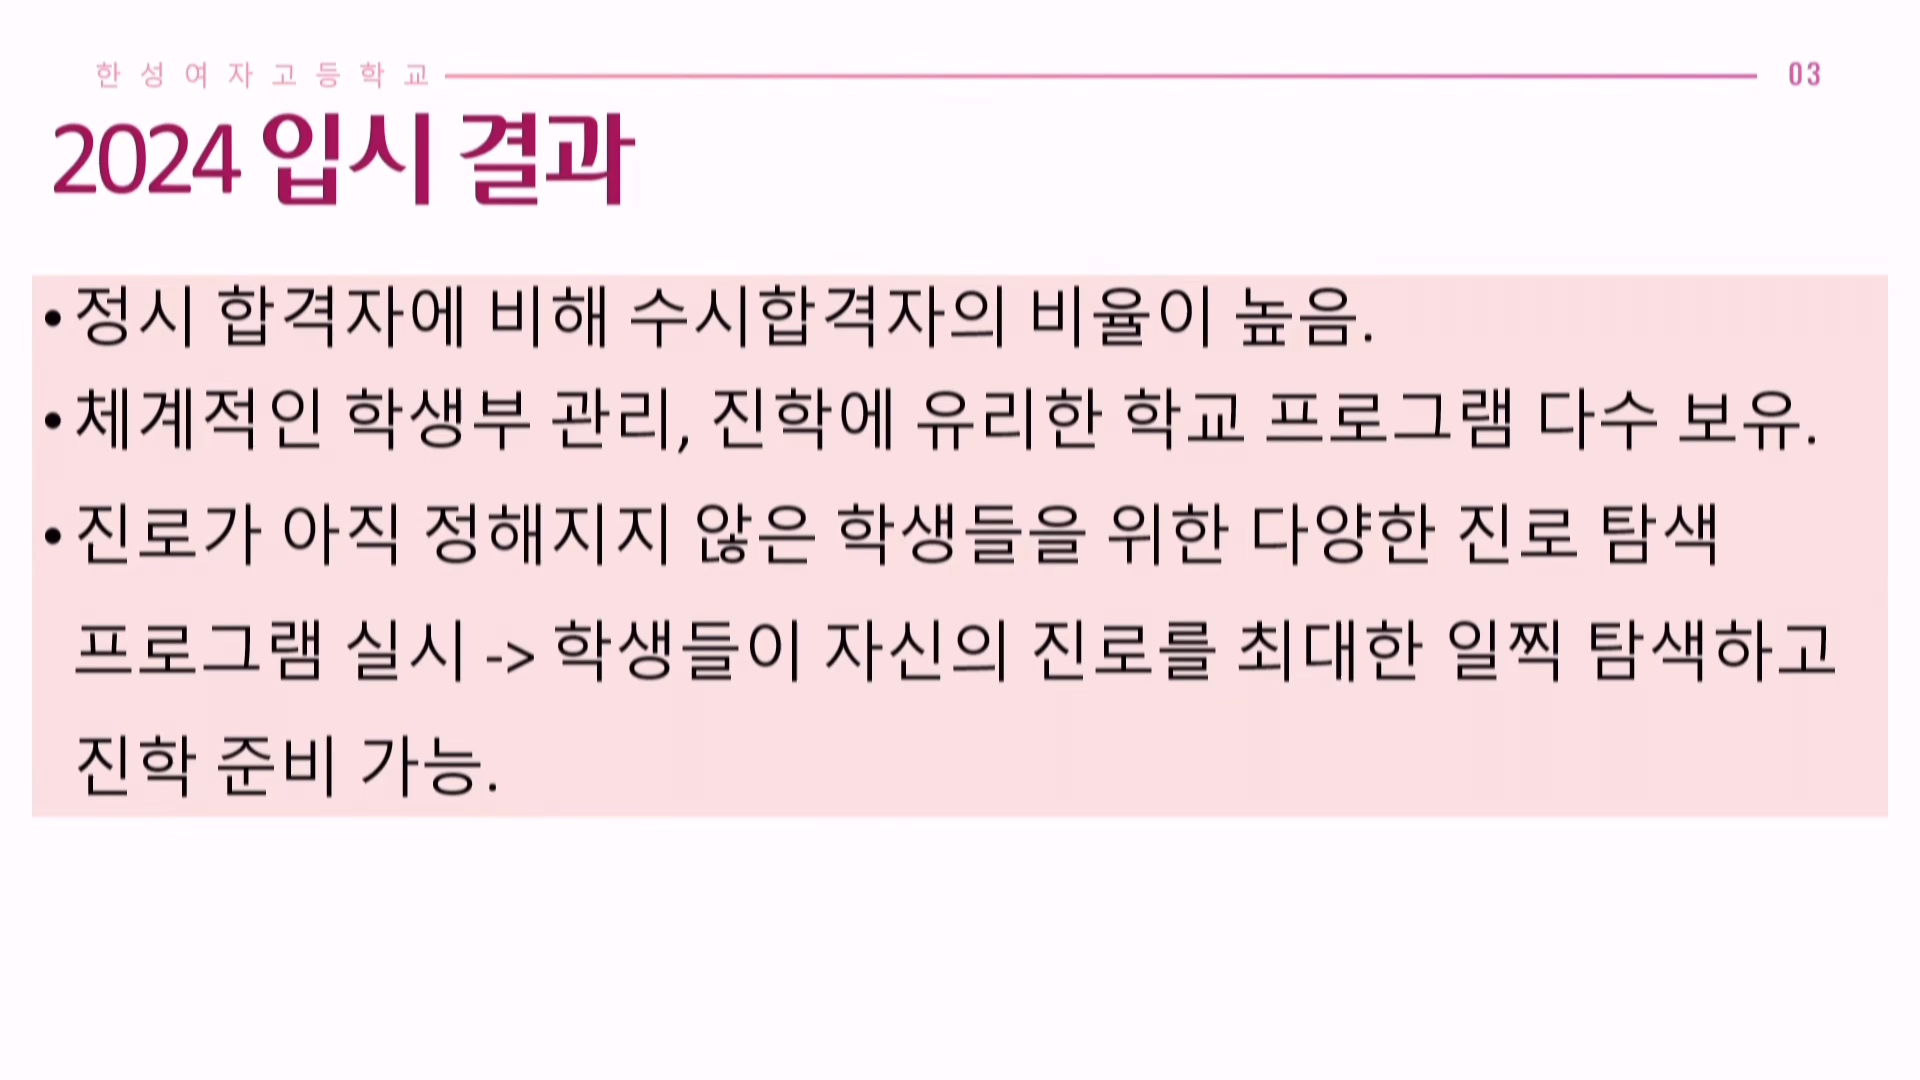 한성여자고등학교
03
2024 입시 결과
• 정시 합격자에 비해 수시합격자의 비율이 높음.
• 체계적인 학생부 관리, 진학에 유리한 학교 프로그램 다수 보유.
• 진로가 아직 정해지지 않은 학생들을 위한 다양한 진로 탐색
프로그램 실시 -> 학생들이 자신의 진로를 최대한 일찍 탐색하고
진학 준비 가능.